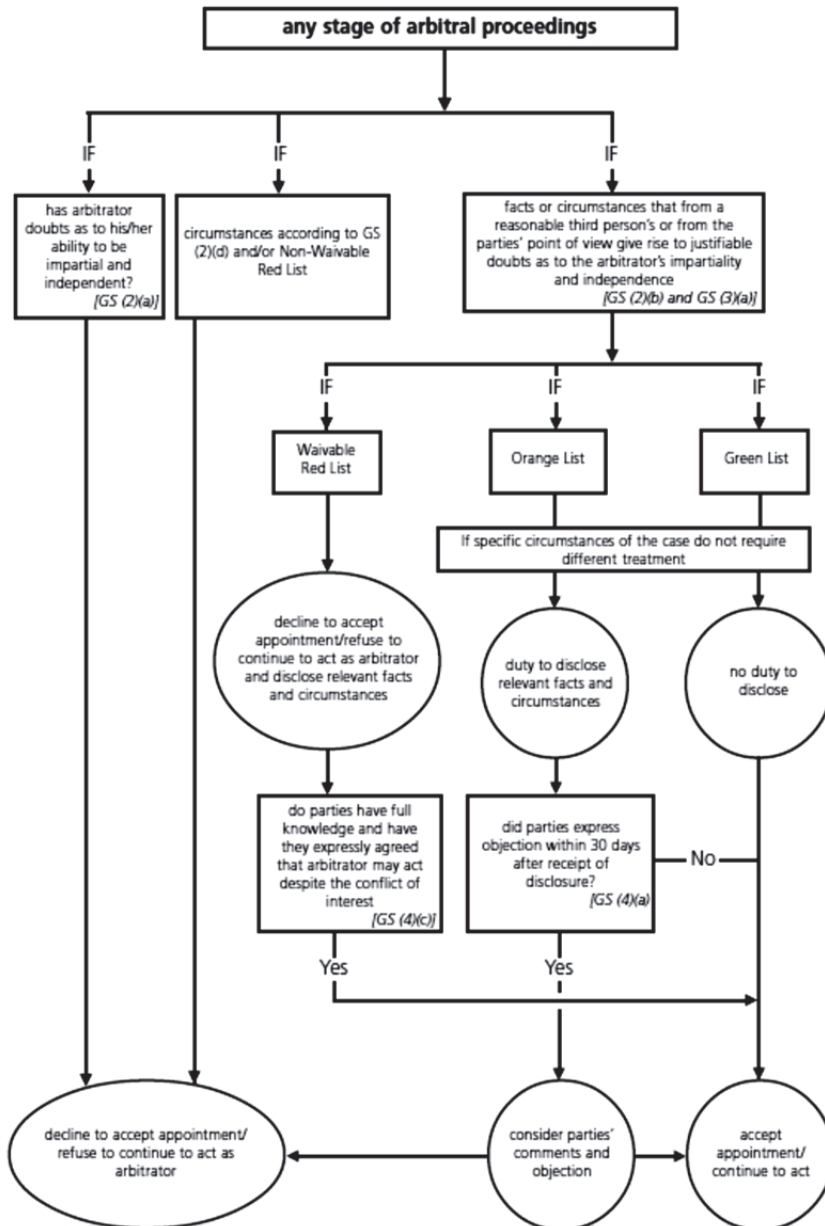 any stage of arbitral proceedings
IF
IF
IF
has arbitrator
doubts as to his/her
ability to be
impartial and
independent?
[GS (2)(a)]
circumstances according to GS
(2)(d) and/or Non-Waivable
Red List
facts or circumstances that from a
reasonable third person's or from the
parties' point of view give rise to justifiable
doubts as to the arbitrator's impartiality
and independence
[GS (2)(b) and GS (3)(a)]
IF
IF
IF
Waivable
Red List
Orange List
Green List
If specific circumstances of the case do not require
different treatment
decline to accept
appointment/refuse to
continue to act as arbitrator
and disclose relevant facts
and circumstances
duty to disclose
relevant facts and
circumstances
no duty to
disclose
do parties have full
knowledge and have
they expressly agreed
that arbitrator may act
despite the conflict of
interest
[GS (4)(c)]
did parties express
objection within 30 days
after receipt of
disclosure?
[GS (4)(a)
No
Yes
Yes
decline to accept appointment/
refuse to continue to act as
arbitrator
consider parties'
comments and
objection
accept
appointment/
continue to act